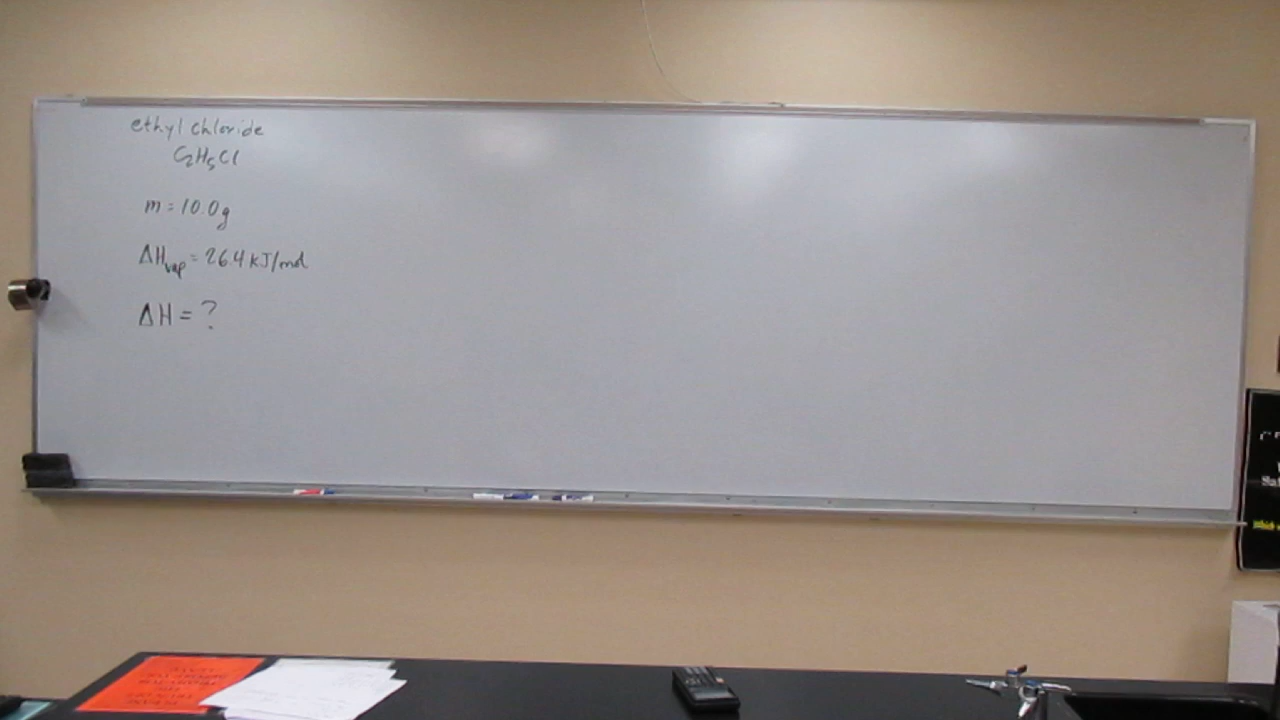 ethyl chloride
C₂H₅Cl
m = 10.0g
ΔHvap = 26.4 kJ/mol
ΔH = ?